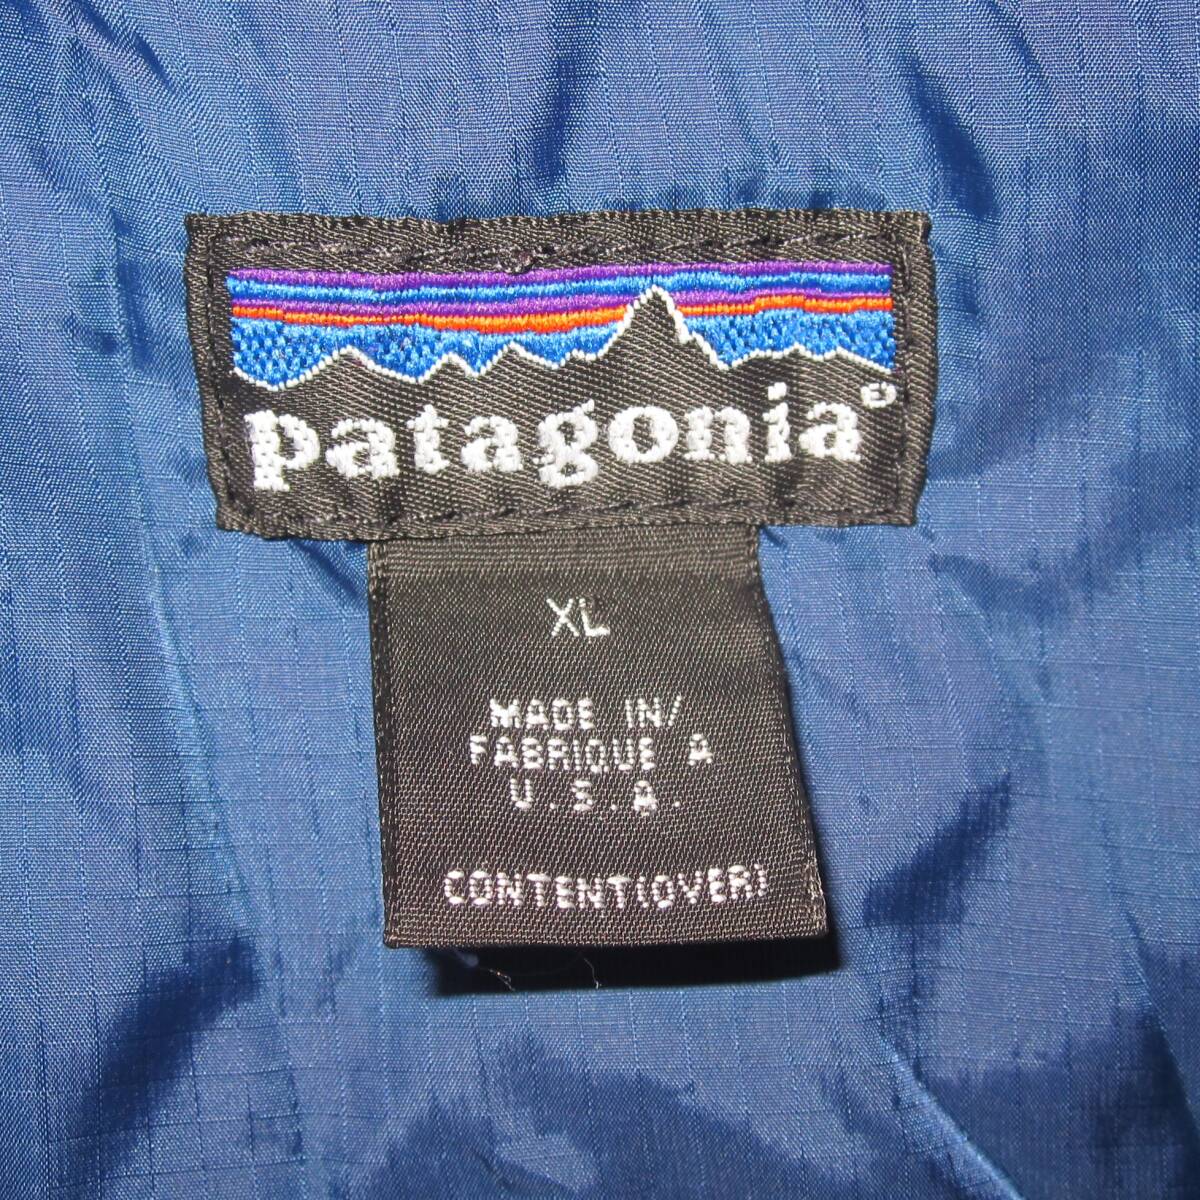 patagonia®
XL
MADE IN/
FABRIQUE A
U.S.A.
CONTENT(OVER)